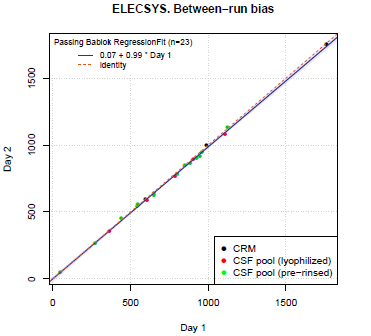 ELECSYS. Between-run bias
Passing Bablok RegressionFit (n=23)
0.07 + 0.99 * Day 1
Identity
1500
1000
500
0
Day 2
CRM
CSF pool (lyophilized)
CSF pool (pre-rinsed)
0 500 1000 1500
Day 1